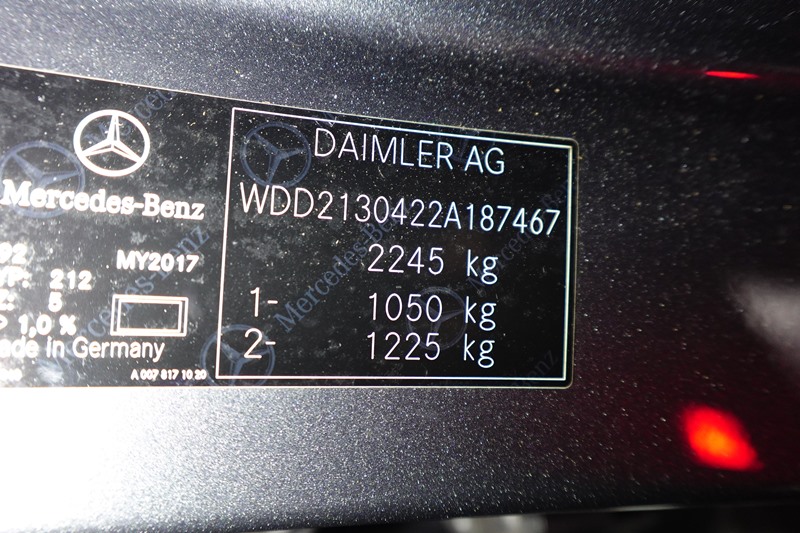 Mercedes-Benz
MY2017
212
5
1,0 %
in Germany
A 007 817 10 20
DAIMLER AG
WDD2130422A187467
2245 kg
1- 1050 kg
2- 1225 kg